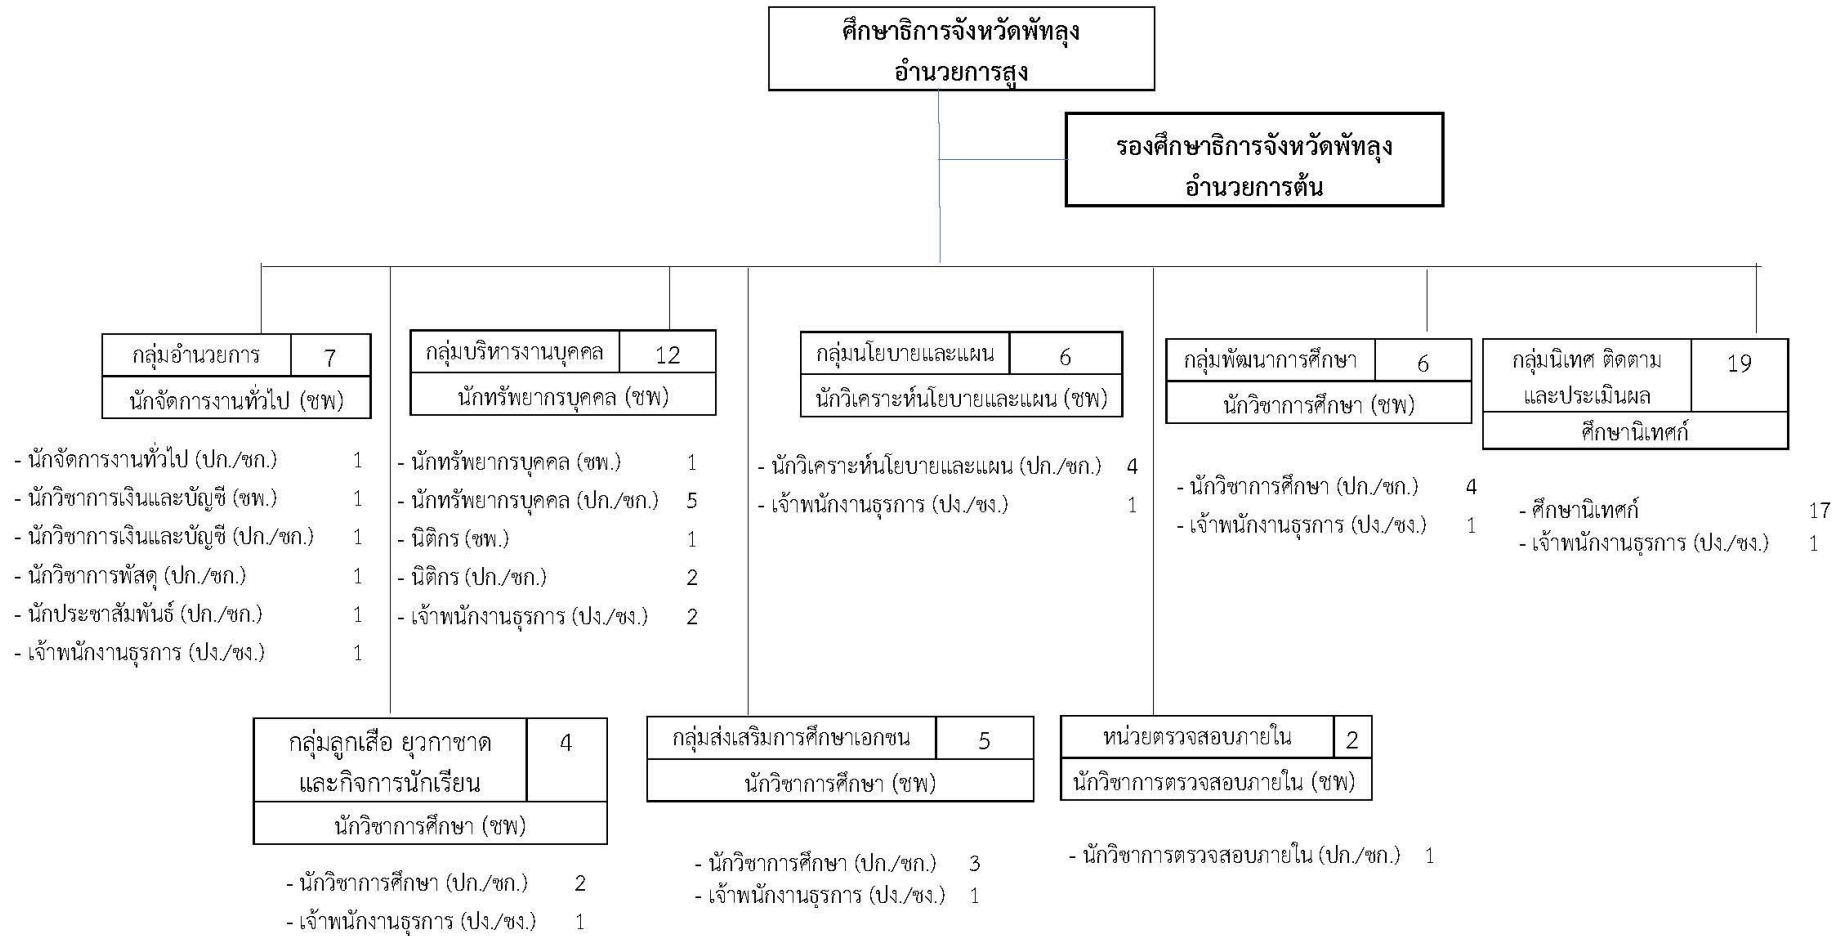 ศึกษาธิการจังหวัดพัทลุง
อำนวยการสูง
รองศึกษาธิการจังหวัดพัทลุง
อำนวยการต้น
กลุ่มอำนวยการ 7
นักจัดการงานทั่วไป (ชพ)
- นักจัดการงานทั่วไป (ปก./ชก.) 1
- นักวิชาการเงินและบัญชี (ชพ.) 1
- นักวิชาการเงินและบัญชี (ปก./ชก.) 1
- นักวิชาการพัสดุ (ปก./ชก.) 1
- นักประชาสัมพันธ์ (ปก./ชก.) 1
- เจ้าพนักงานธุรการ (ปง./ชง.) 1
กลุ่มบริหารงานบุคคล 12
นักทรัพยากรบุคคล (ชพ)
- นักทรัพยากรบุคคล (ชพ.) 1
- นักทรัพยากรบุคคล (ปก./ชก.) 5
- นิติกร (ชพ.) 1
- นิติกร (ปก./ชก.) 2
- เจ้าพนักงานธุรการ (ปง./ชง.) 2
กลุ่มนโยบายและแผน 6
นักวิเคราะห์นโยบายและแผน (ชพ)
- นักวิเคราะห์นโยบายและแผน (ปก./ชก.) 4
- เจ้าพนักงานธุรการ (ปง./ชง.) 1
กลุ่มพัฒนาการศึกษา 6
นักวิชาการศึกษา (ชพ)
- นักวิชาการศึกษา (ปก./ชก.) 4
- เจ้าพนักงานธุรการ (ปง./ชง.) 1
กลุ่มนิเทศ ติดตาม 19
และประเมินผล
ศึกษานิเทศก์
- ศึกษานิเทศก์ 17
- เจ้าพนักงานธุรการ (ปง./ชง.) 1
กลุ่มลูกเสือ ยุวกาชาด 4
และกิจการนักเรียน
นักวิชาการศึกษา (ชพ)
- นักวิชาการศึกษา (ปก./ชก.) 2
- เจ้าพนักงานธุรการ (ปง./ชง.) 1
กลุ่มส่งเสริมการศึกษาเอกชน 5
นักวิชาการศึกษา (ชพ)
- นักวิชาการศึกษา (ปก./ชก.) 3
- เจ้าพนักงานธุรการ (ปง./ชง.) 1
หน่วยตรวจสอบภายใน 2
นักวิชาการตรวจสอบภายใน (ชพ)
- นักวิชาการตรวจสอบภายใน (ปก./ชก.) 1